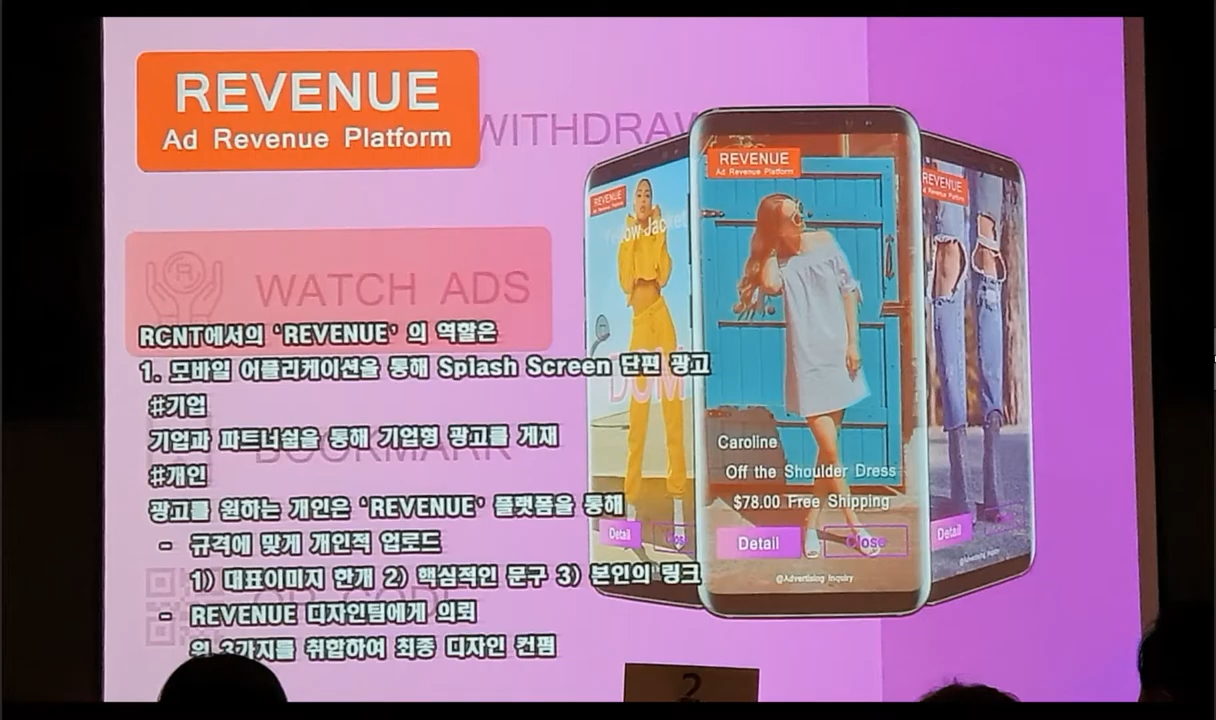 REVENUE
Ad Revenue Platform
WITHDRAW
WATCH ADS
RCNT에서의 'REVENUE' 의 역할은
1. 모바일 어플리케이션을 통해 Splash Screen 단편 광고
#기업
기업과 파트너쉽을 통해 기업형 광고를 게재
BOOKMARK
#개인
광고를 원하는 개인은 'REVENUE' 플랫폼을 통해
- 규격에 맞게 개인적 업로드
1) 대표이미지 한개 2) 핵심적인 문구 3) 본인의 링크
- REVENUE 디자인팀에게 의뢰
위 3가지를 취합하여 최종 디자인 컨펌
QR CODE
REVENUE
Ad Revenue Platform
Yellow Jacket
Detail
Close
REVENUE
Ad Revenue Platform
Caroline
Off the Shoulder Dress
$78.00 Free Shipping
Detail
Close
@Advertising Inquiry
REVENUE
Ad Revenue Platform
Detail
@Advertising Inquiry
2